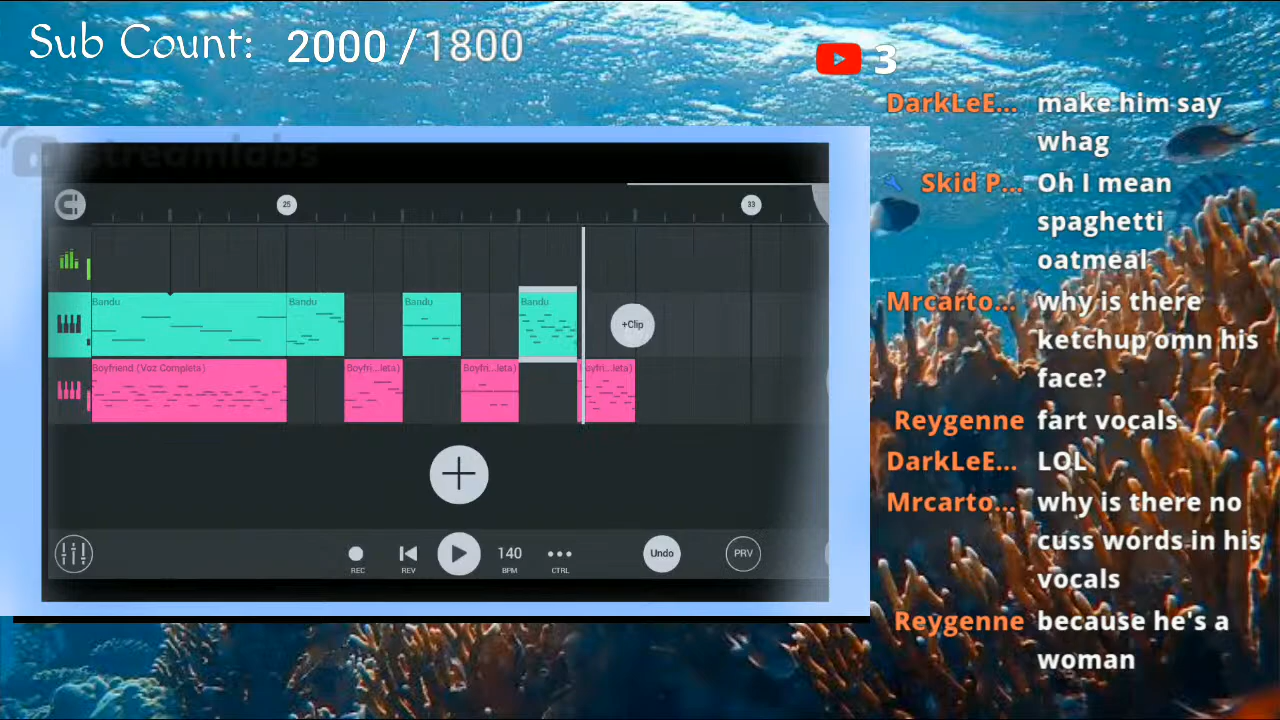 Sub Count: 2000 / 1800
3
streamlabs
25
33
Bandu
Bandu
Bandu
Bandu
+Clip
Boyfriend (Voz Completa)
Boyfri...leta)
Boyfri...leta)
oyfri...leta)
REC
REV
140
BPM
CTRL
Undo
PRV
DarkLeE... make him say
whag
Skid P... Oh I mean
spaghetti
oatmeal
Mrcarto... why is there
ketchup omn his
face?
Reygenne fart vocals
DarkLeE... LOL
Mrcarto... why is there no
cuss words in his
vocals
Reygenne because he's a
woman